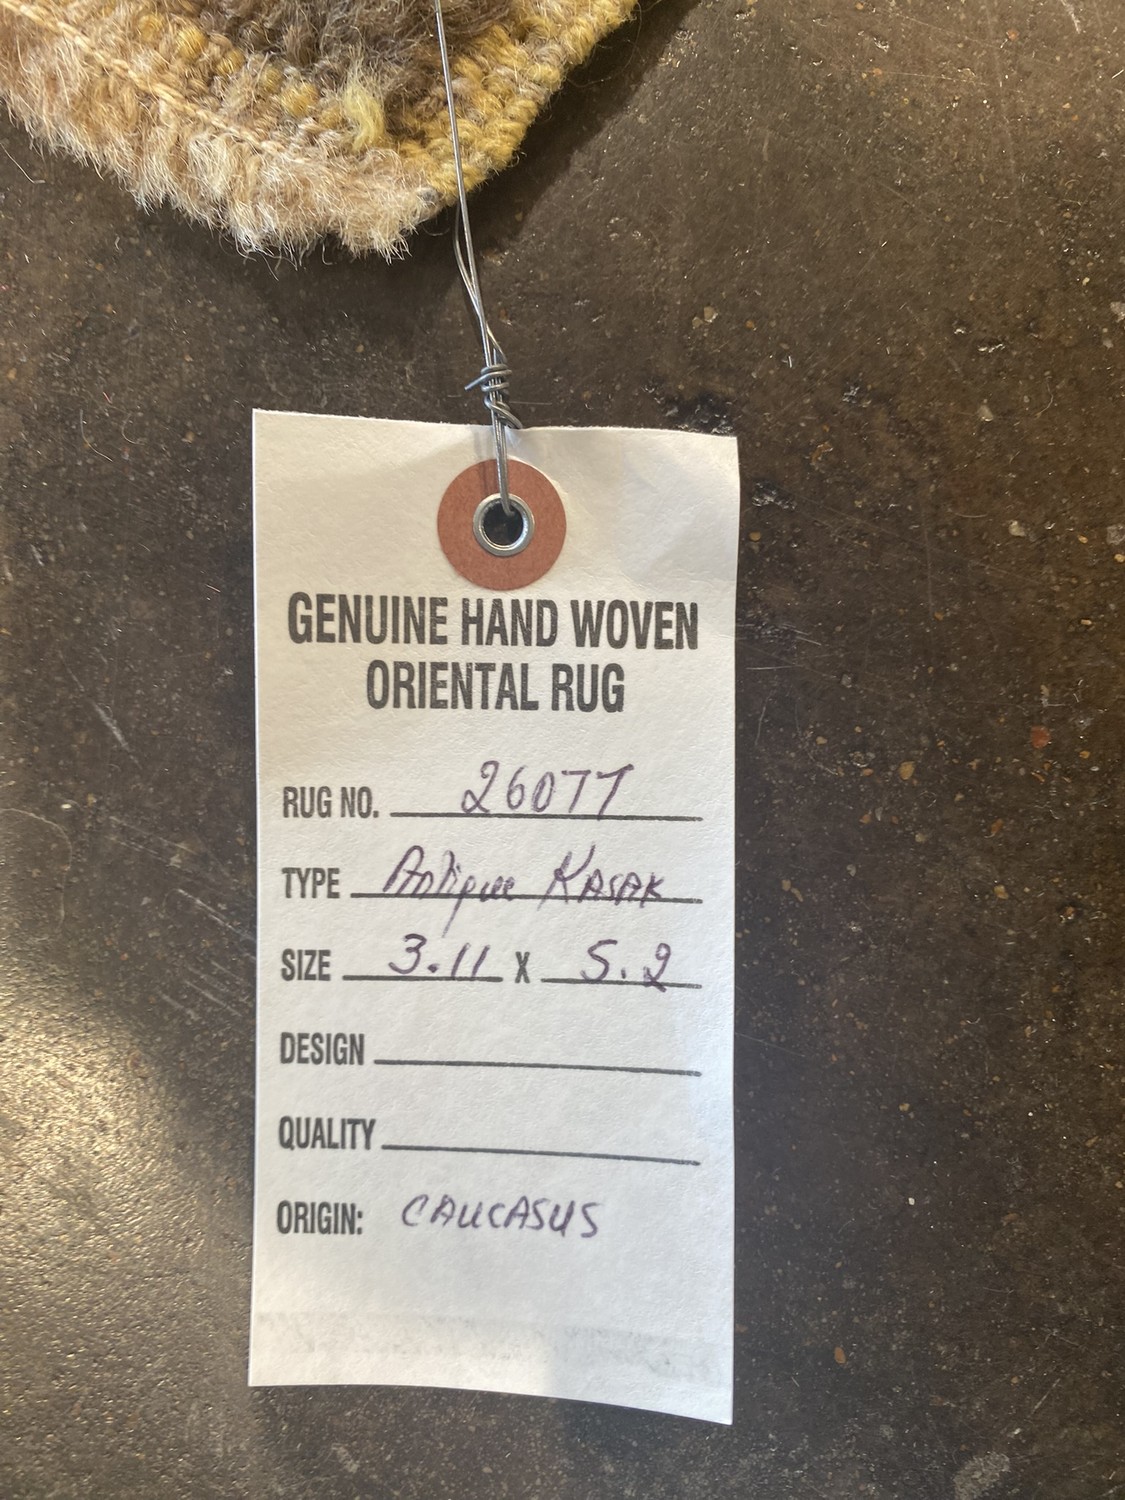 GENUINE HAND WOVEN
ORIENTAL RUG
RUG NO. 26077
TYPE Antique KASAK
SIZE 3.11 X 5.2
DESIGN
QUALITY
ORIGIN: CAUCASUS